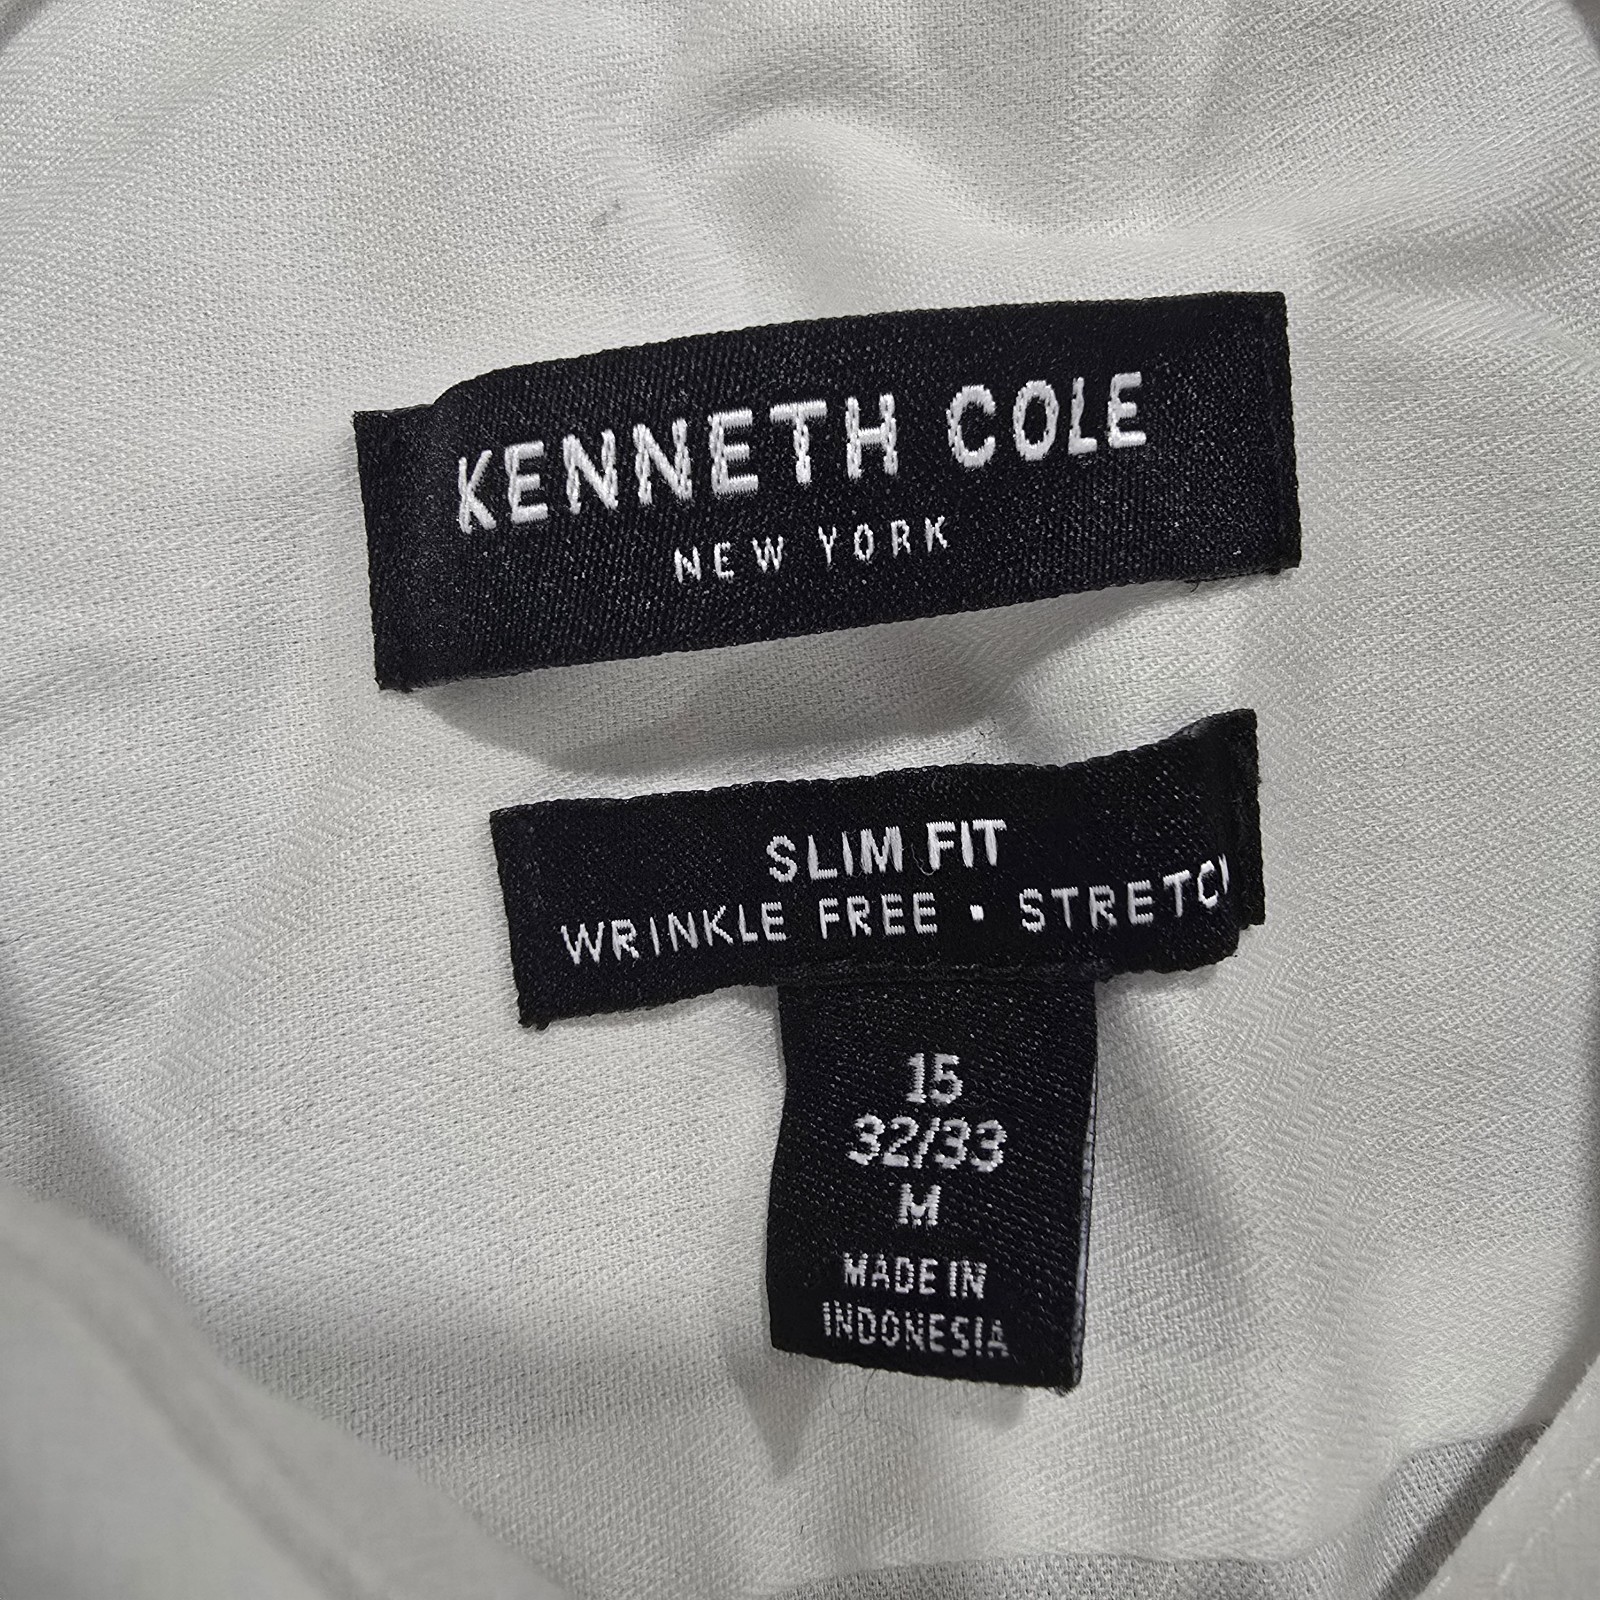 KENNETH COLE
NEW YORK
SLIM FIT
WRINKLE FREE • STRETCH
15
32/33
M
MADE IN
INDONESIA